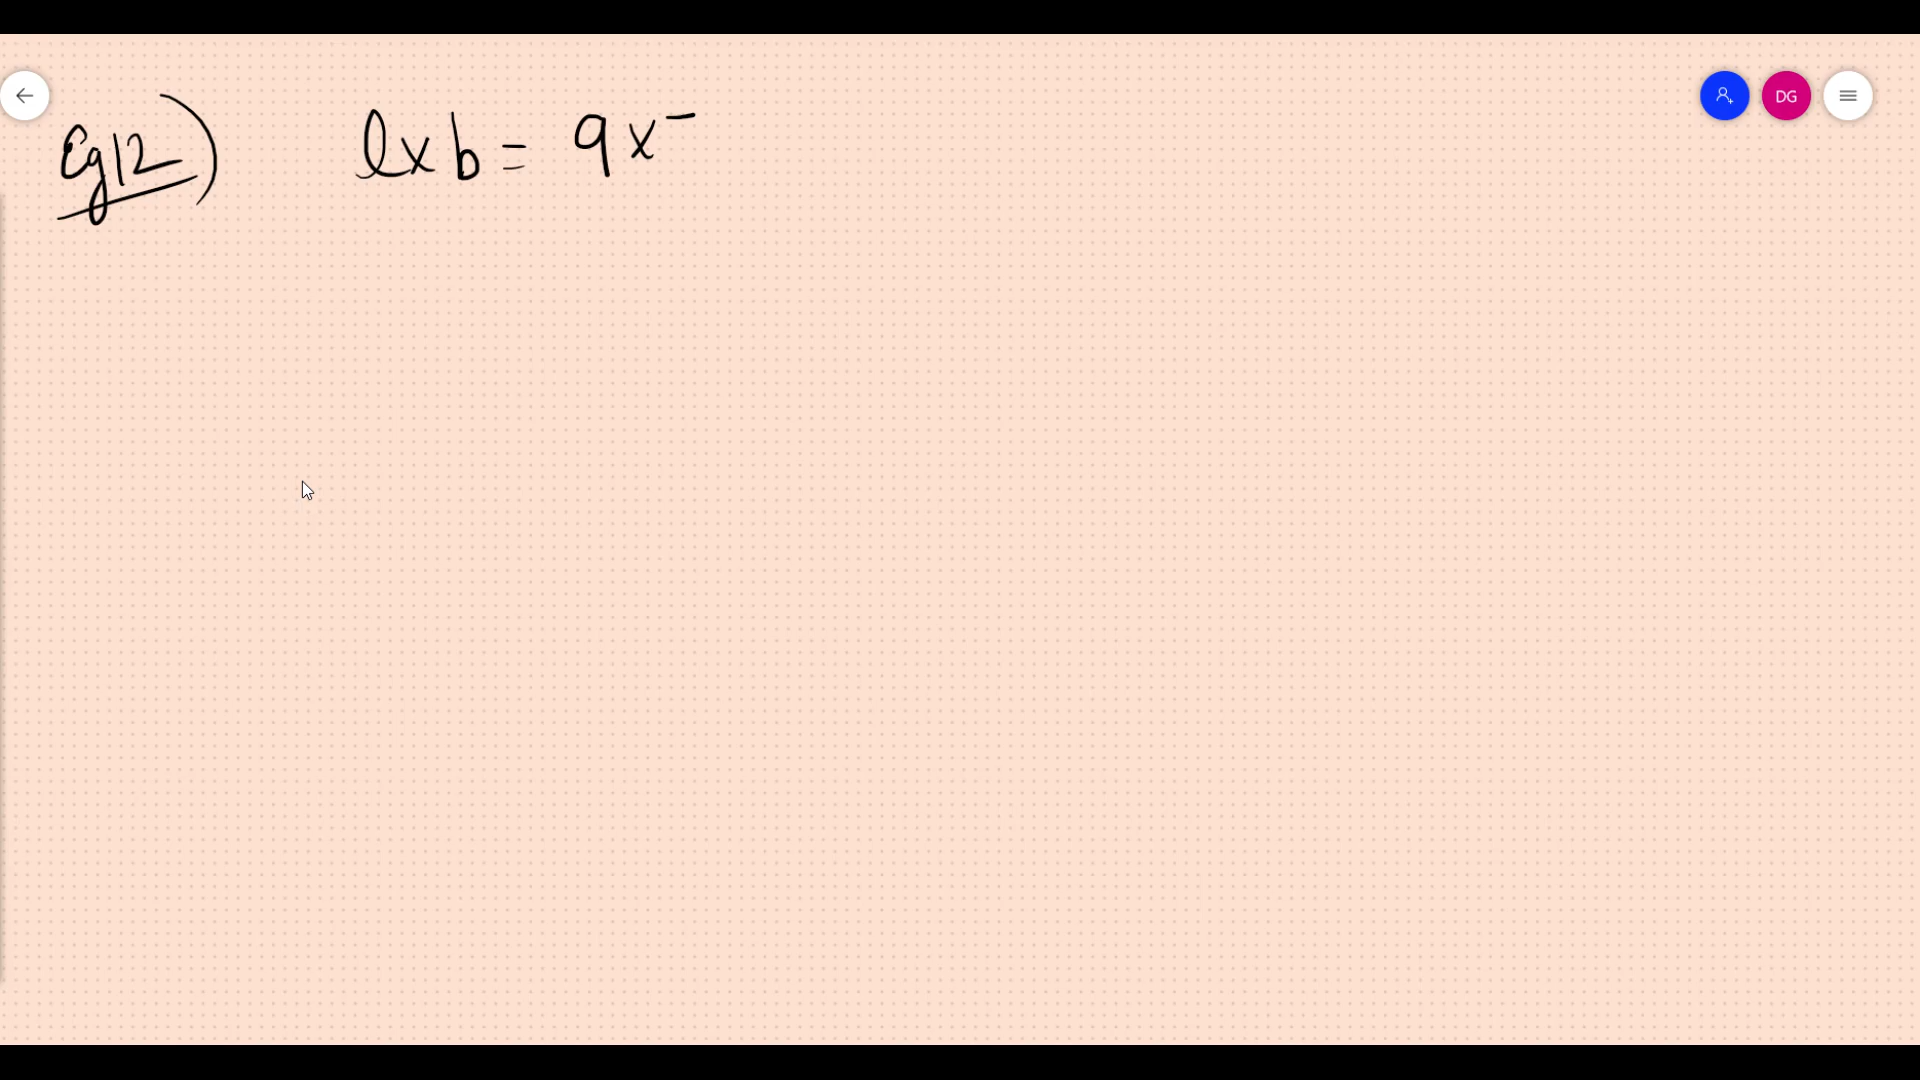 Eg12) l x b = 9x⁻
DG